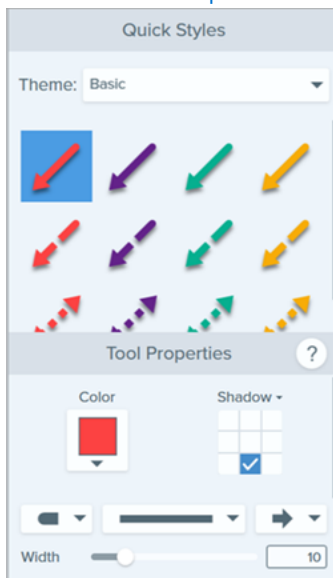 Quick Styles
Theme: Basic
Tool Properties ?
Color Shadow
Width 10